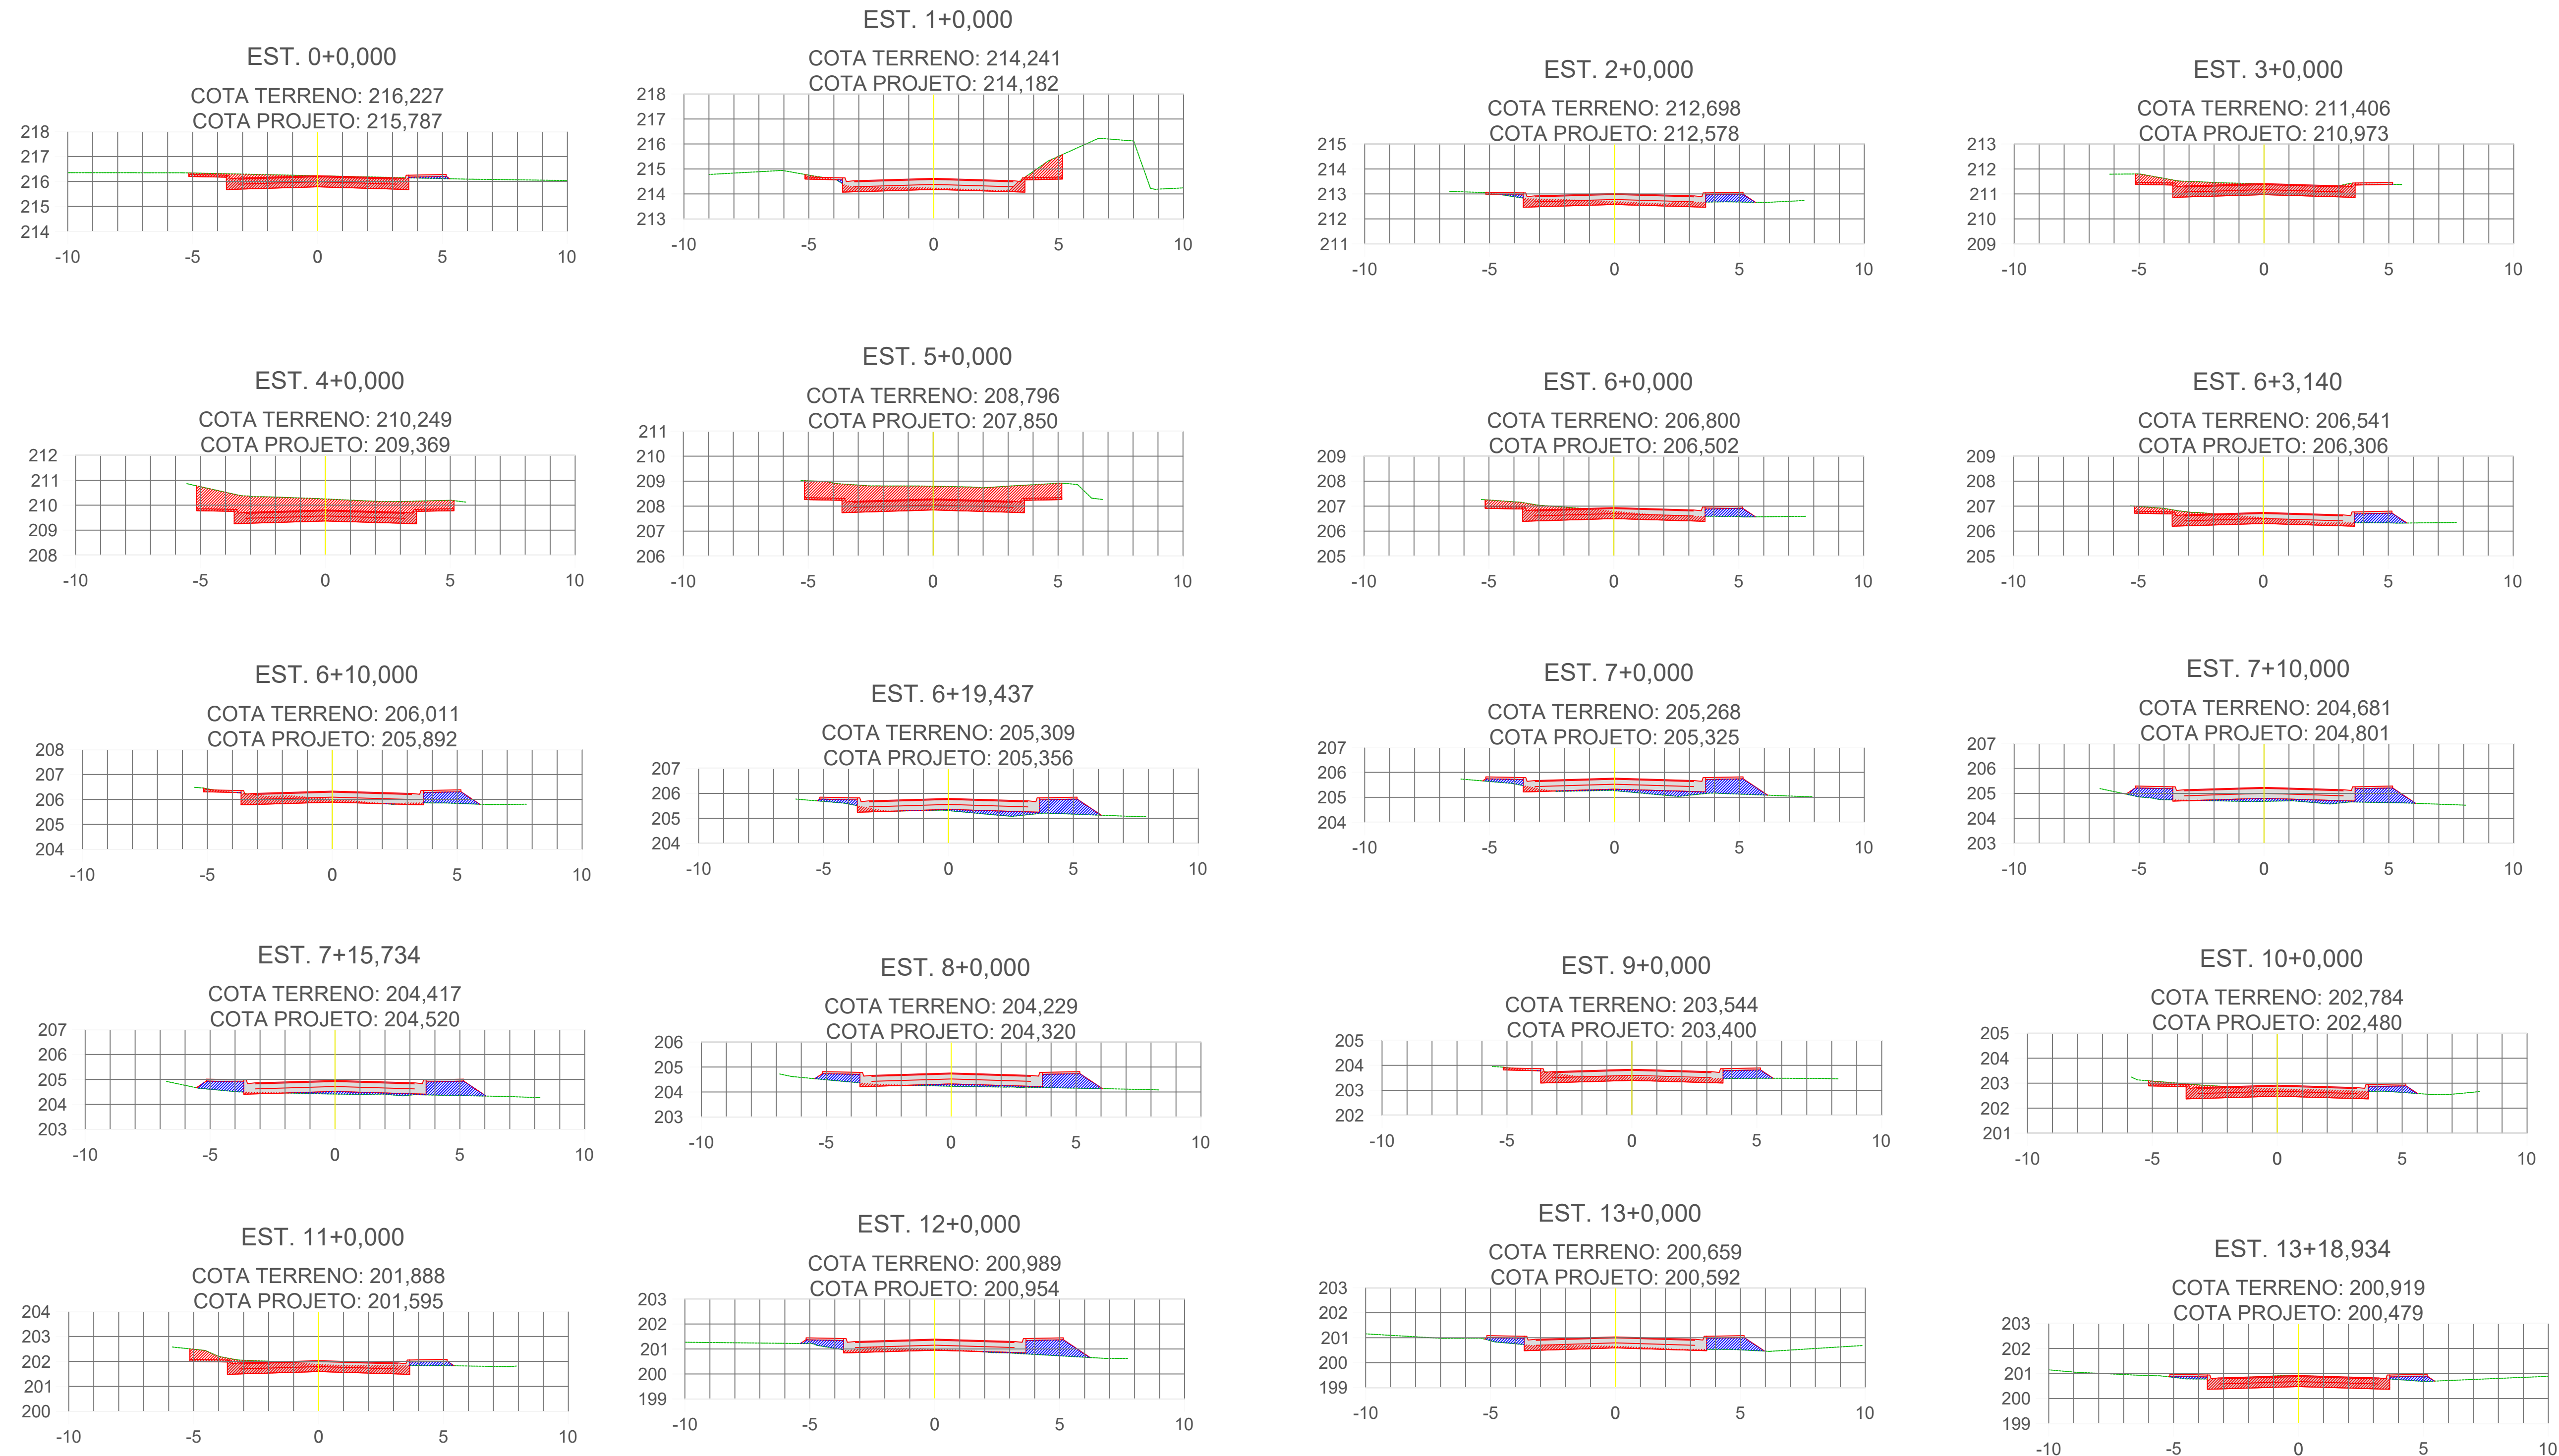 EST. 0+0,000
COTA TERRENO: 216,227
COTA PROJETO: 215,787
218
217
216
215
214
-10 -5 0 5 10
EST. 1+0,000
COTA TERRENO: 214,241
COTA PROJETO: 214,182
218
217
216
215
214
213
-10 -5 0 5 10
EST. 2+0,000
COTA TERRENO: 212,698
COTA PROJETO: 212,578
215
214
213
212
211
-10 -5 0 5 10
EST. 3+0,000
COTA TERRENO: 211,406
COTA PROJETO: 210,973
213
212
211
210
209
-10 -5 0 5 10
EST. 4+0,000
COTA TERRENO: 210,249
COTA PROJETO: 209,369
212
211
210
209
208
-10 -5 0 5 10
EST. 5+0,000
COTA TERRENO: 208,796
COTA PROJETO: 207,850
211
210
209
208
207
206
-10 -5 0 5 10
EST. 6+0,000
COTA TERRENO: 206,800
COTA PROJETO: 206,502
209
208
207
206
205
-10 -5 0 5 10
EST. 6+3,140
COTA TERRENO: 206,541
COTA PROJETO: 206,306
209
208
207
206
205
-10 -5 0 5 10
EST. 6+10,000
COTA TERRENO: 206,011
COTA PROJETO: 205,892
208
207
206
205
204
-10 -5 0 5 10
EST. 6+19,437
COTA TERRENO: 205,309
COTA PROJETO: 205,356
207
206
205
204
-10 -5 0 5 10
EST. 7+0,000
COTA TERRENO: 205,268
COTA PROJETO: 205,325
207
206
205
204
-10 -5 0 5 10
EST. 7+10,000
COTA TERRENO: 204,681
COTA PROJETO: 204,801
207
206
205
204
203
-10 -5 0 5 10
EST. 7+15,734
COTA TERRENO: 204,417
COTA PROJETO: 204,520
207
206
205
204
203
-10 -5 0 5 10
EST. 8+0,000
COTA TERRENO: 204,229
COTA PROJETO: 204,320
206
205
204
203
-10 -5 0 5 10
EST. 9+0,000
COTA TERRENO: 203,544
COTA PROJETO: 203,400
205
204
203
202
-10 -5 0 5 10
EST. 10+0,000
COTA TERRENO: 202,784
COTA PROJETO: 202,480
205
204
203
202
201
-10 -5 0 5 10
EST. 11+0,000
COTA TERRENO: 201,888
COTA PROJETO: 201,595
204
203
202
201
200
-10 -5 0 5 10
EST. 12+0,000
COTA TERRENO: 200,989
COTA PROJETO: 200,954
203
202
201
200
199
-10 -5 0 5 10
EST. 13+0,000
COTA TERRENO: 200,659
COTA PROJETO: 200,592
203
202
201
200
199
-10 -5 0 5 10
EST. 13+18,934
COTA TERRENO: 200,919
COTA PROJETO: 200,479
203
202
201
200
199
-10 -5 0 5 10